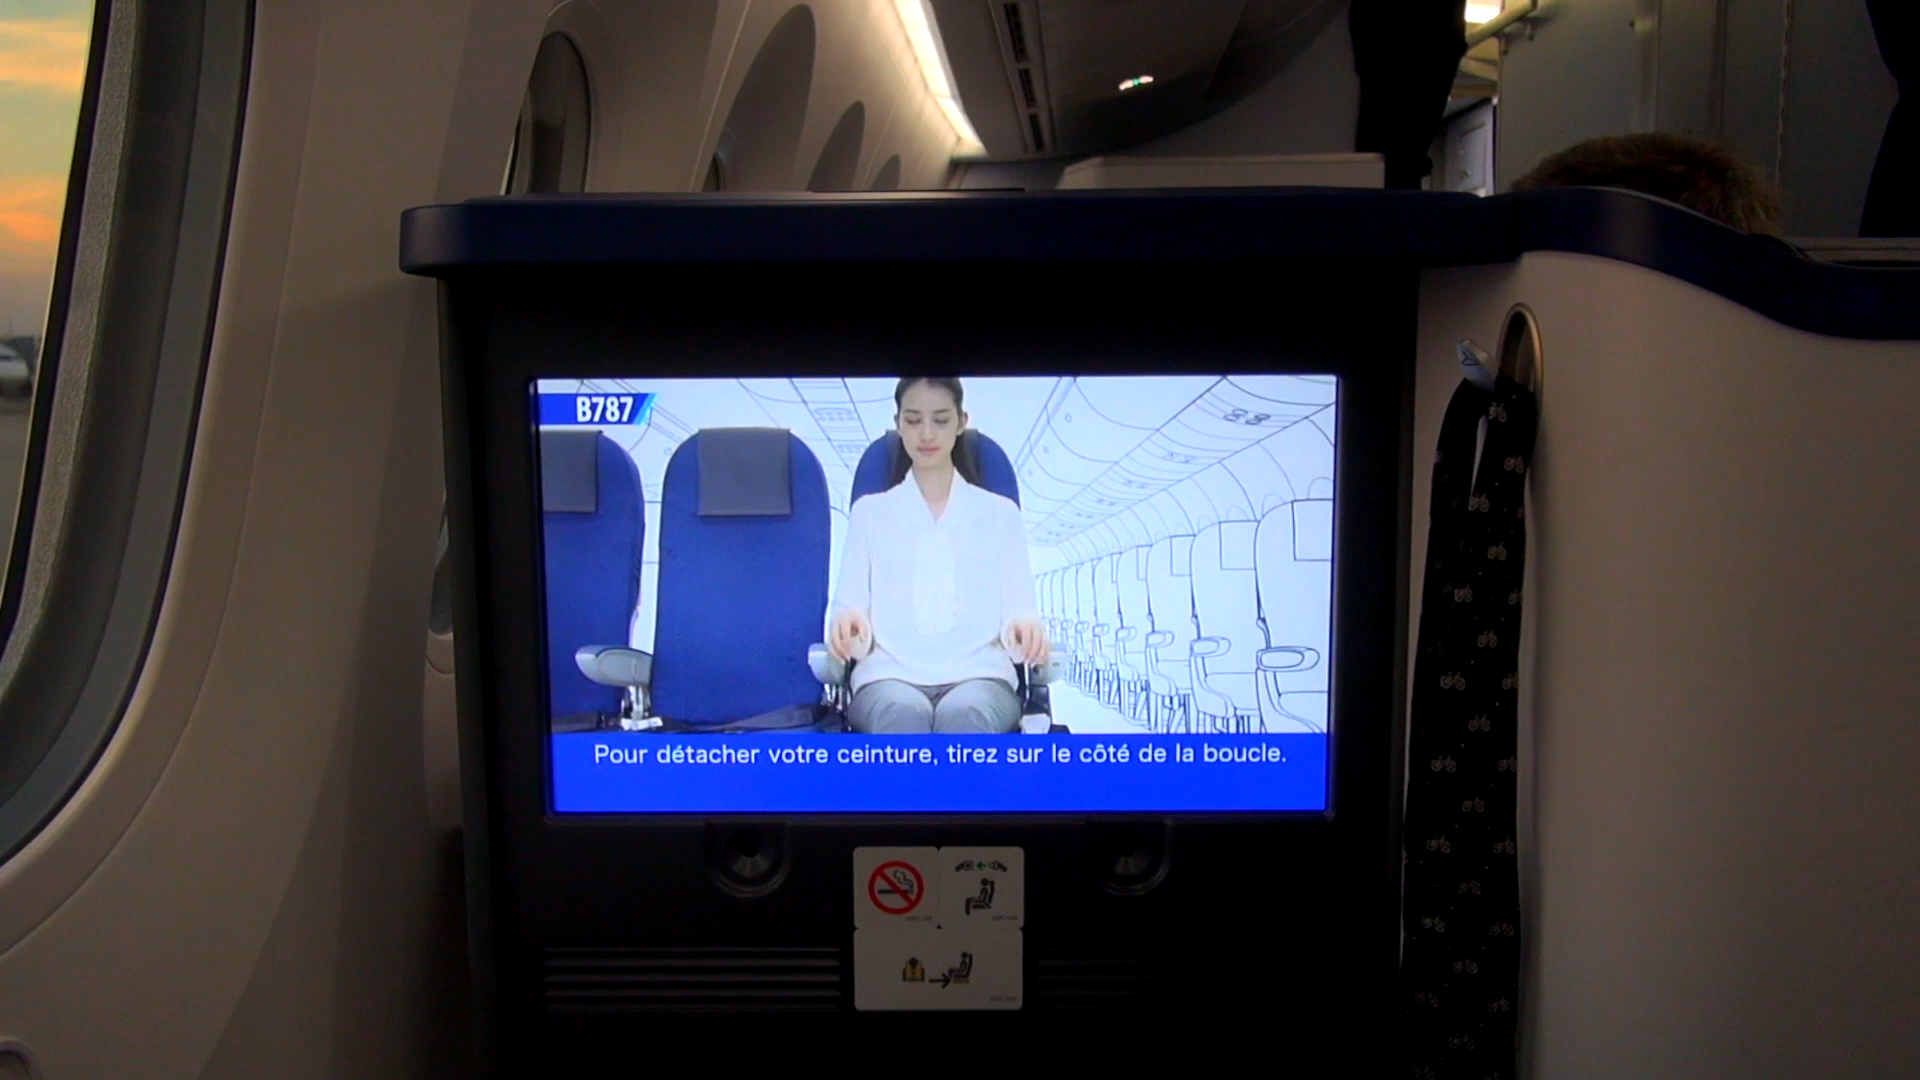 B787
Pour détacher votre ceinture, tirez sur le côté de la boucle.